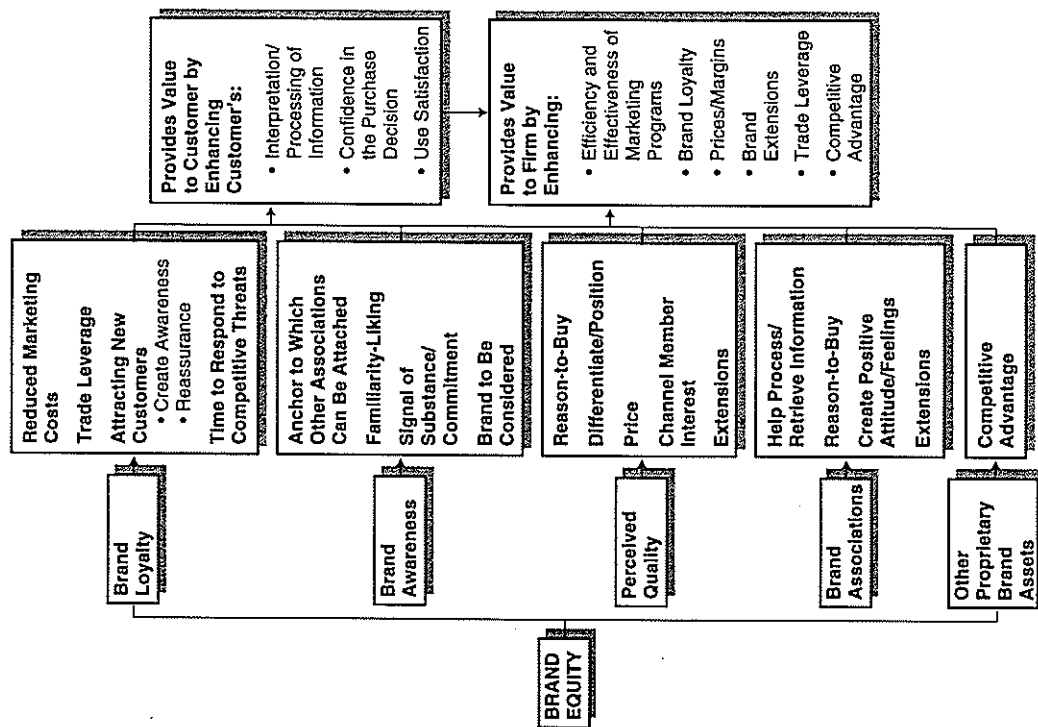 BRAND
EQUITY
Brand
Loyalty
Reduced Marketing
Costs
Trade Leverage
Attracting New
Customers
• Create Awareness
• Reassurance
Time to Respond to
Competitive Threats
Brand
Awareness
Anchor to Which
Other Associations
Can Be Attached
Familiarity-Liking
Signal of
Substance/
Commitment
Brand to Be
Considered
Perceived
Quality
Reason-to-Buy
Differentiate/Position
Price
Channel Member
Interest
Extensions
Brand
Associations
Help Process/
Retrieve Information
Reason-to-Buy
Create Positive
Attitude/Feelings
Extensions
Other
Proprietary
Brand
Assets
Competitive
Advantage
Provides Value
to Customer by
Enhancing
Customer's:
• Interpretation/
Processing of
Information
• Confidence in
the Purchase
Decision
• Use Satisfaction
Provides Value
to Firm by
Enhancing:
• Efficiency and
Effectiveness of
Marketing
Programs
• Brand Loyalty
• Prices/Margins
• Brand
Extensions
• Trade Leverage
• Competitive
Advantage